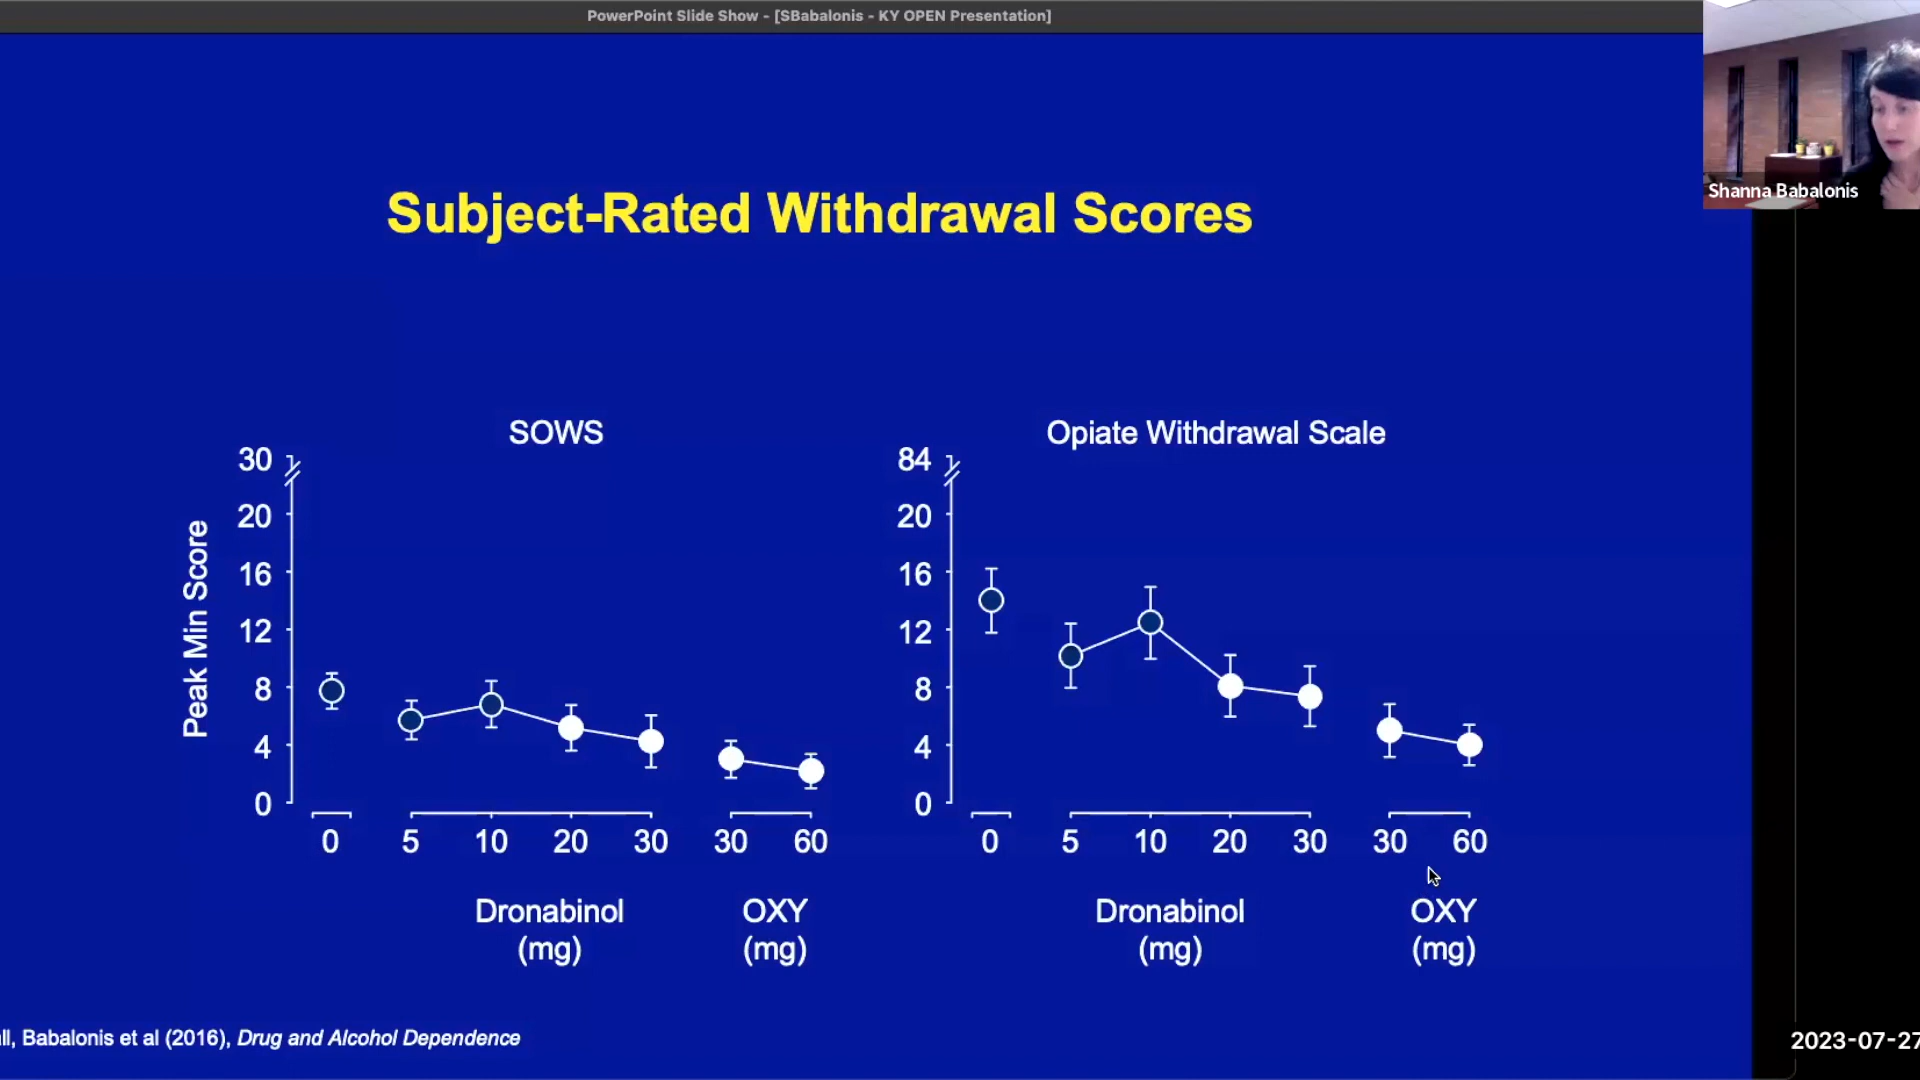 PowerPoint Slide Show - [SBabalonis - KY OPEN Presentation]
Shanna Babalonis
Subject-Rated Withdrawal Scores
SOWS
Opiate Withdrawal Scale
Peak Min Score
30
20
16
12
8
4
0
84
20
16
12
8
4
0
0 5 10 20 30 30 60
0 5 10 20 30 30 60
Dronabinol
(mg)
OXY
(mg)
Dronabinol
(mg)
OXY
(mg)
Babalonis et al (2016), Drug and Alcohol Dependence
2023-07-27